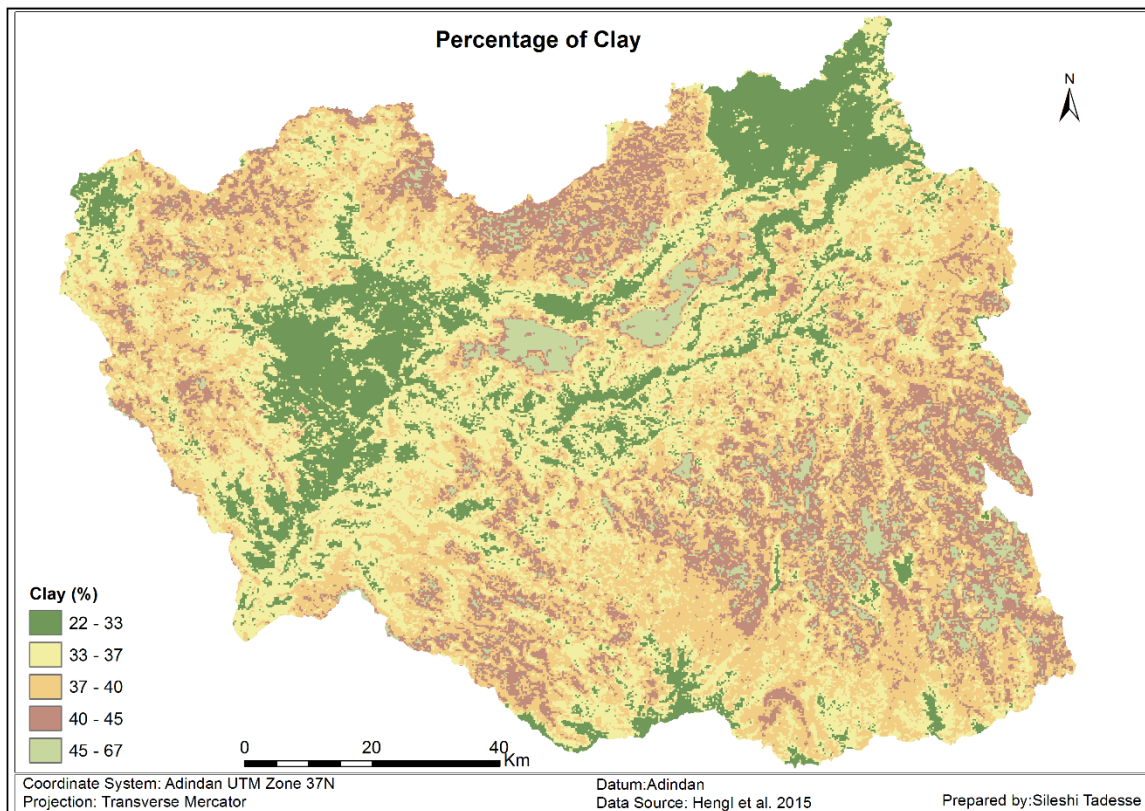 Percentage of Clay
N
Clay (%)
22 - 33
33 - 37
37 - 40
40 - 45
45 - 67
0 20 40
Km
Coordinate System: Adindan UTM Zone 37N
Projection: Transverse Mercator
Datum:Adindan
Data Source: Hengl et al. 2015
Prepared by:Sileshi Tadesse